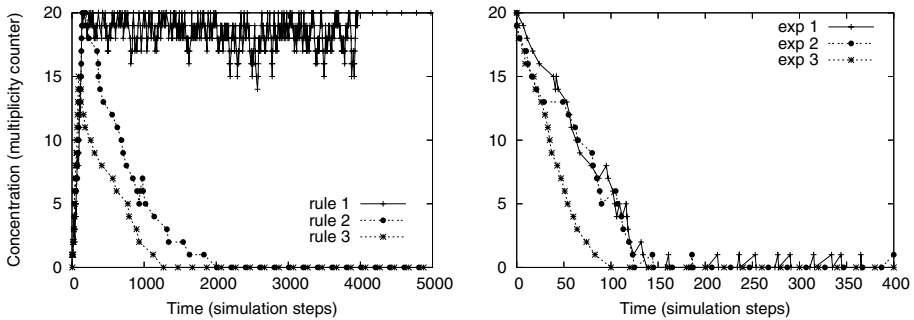 Concentration (multiplicity counter)
20
15
10
5
0
0 1000 2000 3000 4000 5000
Time (simulation steps)
rule 1
rule 2
rule 3
20
15
10
5
0
0 50 100 150 200 250 300 350 400
Time (simulation steps)
exp 1
exp 2
exp 3